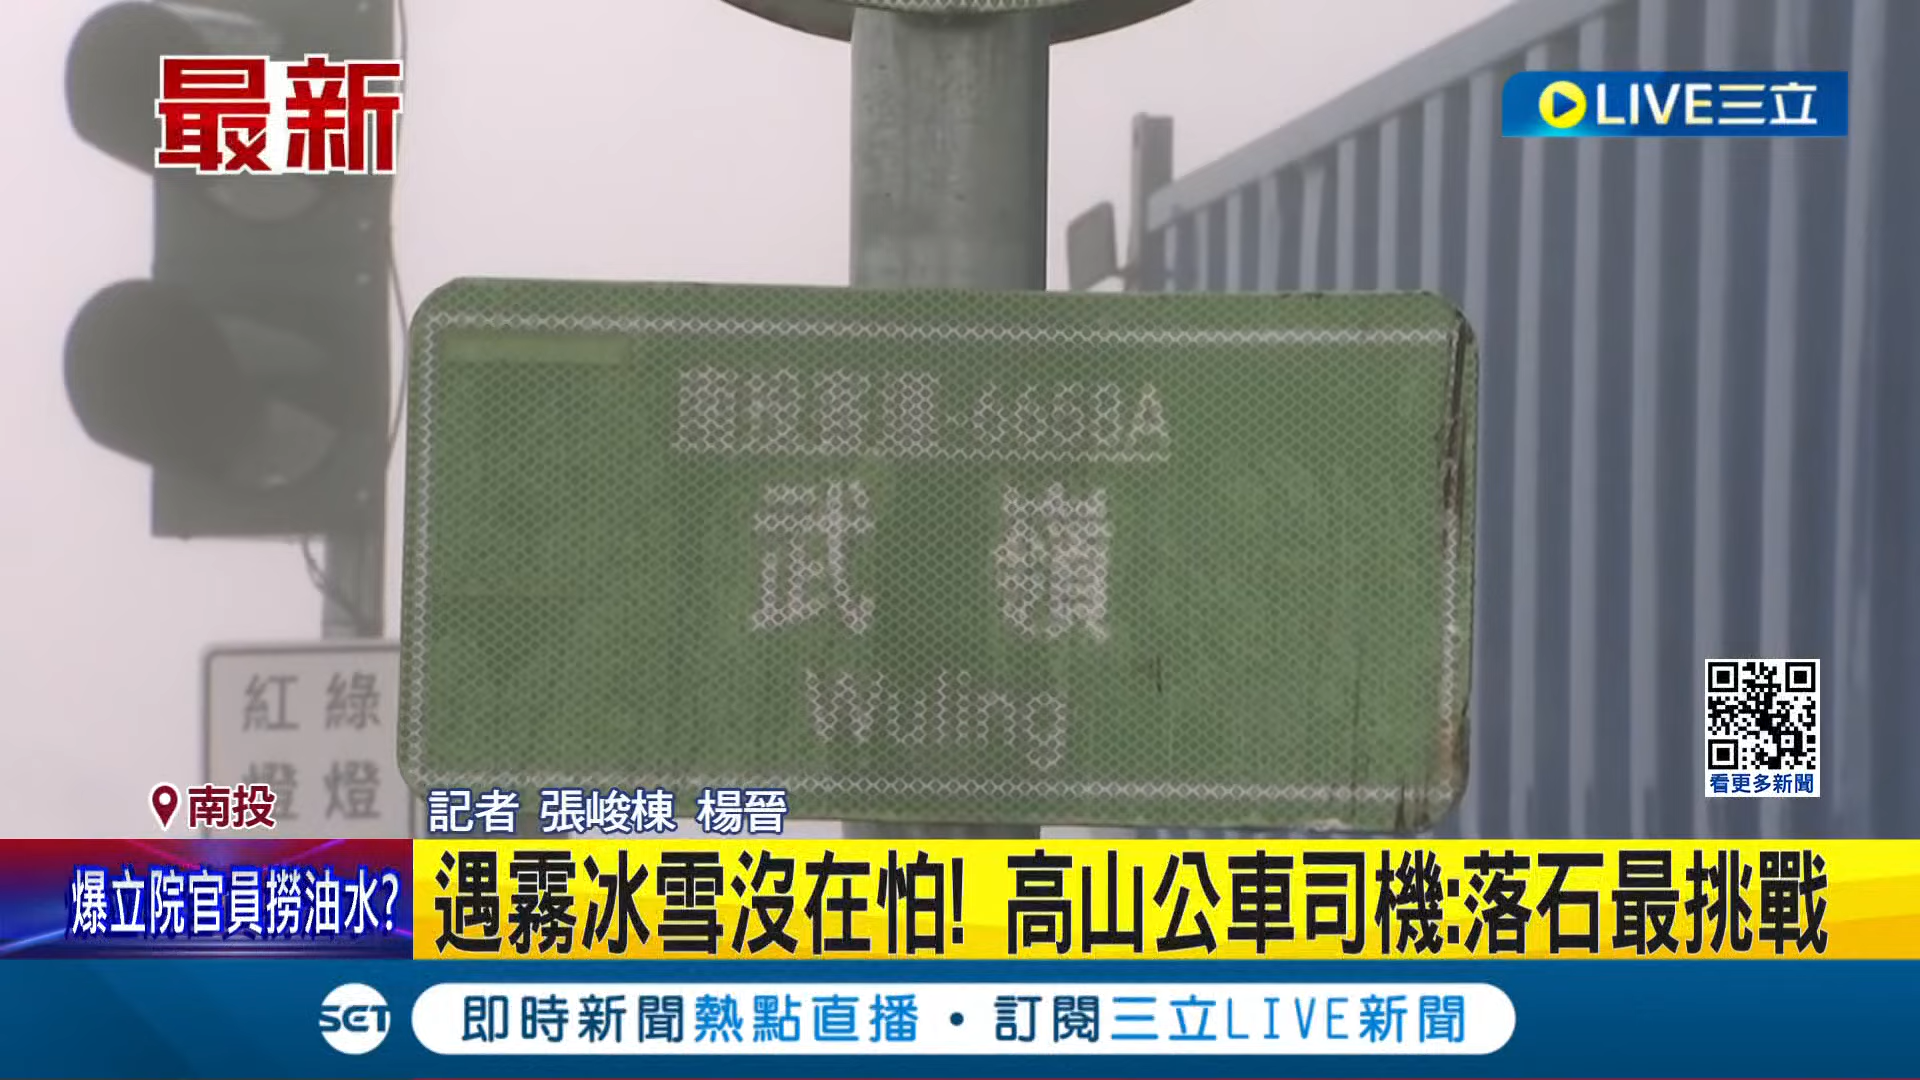 最新
LIVE三立
6658A
武嶺
Wuling
紅綠
燈燈
看更多新聞
南投
記者 張峻棟 楊晉
爆立院官員撈油水?
遇霧冰雪沒在怕! 高山公車司機:落石最挑戰
SET
即時新聞熱點直播・訂閱三立LIVE新聞